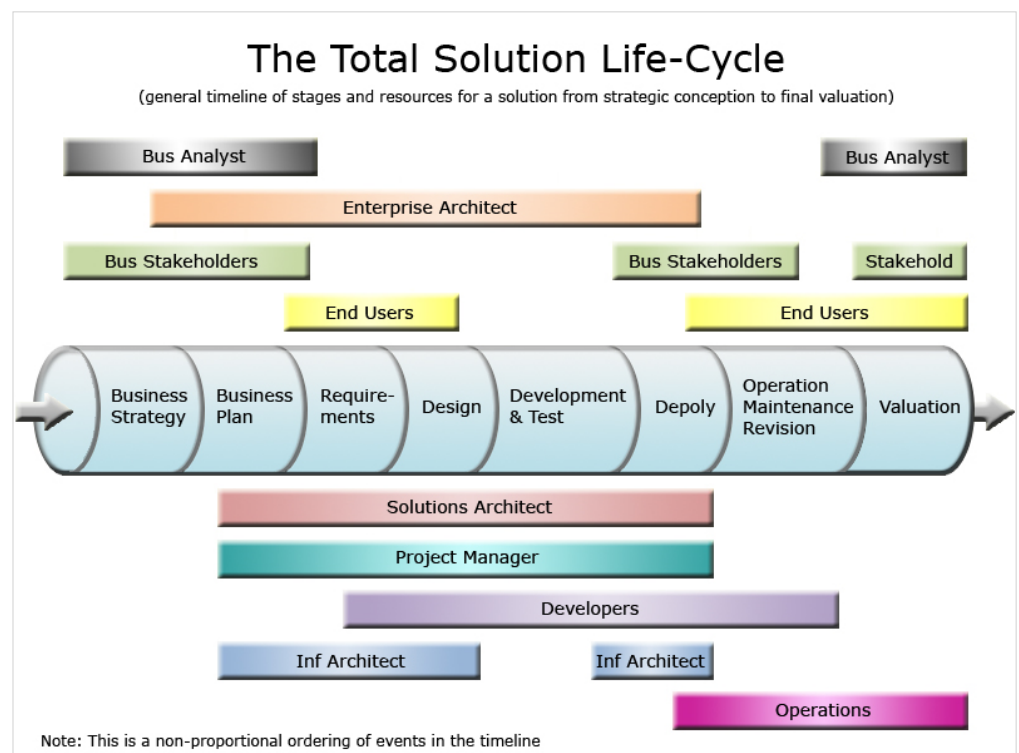 The Total Solution Life-Cycle
(general timeline of stages and resources for a solution from strategic conception to final valuation)
Bus Analyst
Bus Analyst
Enterprise Architect
Bus Stakeholders
Bus Stakeholders
Stakehold
End Users
End Users
Business
Strategy
Business
Plan
Require-
ments
Design
Development
& Test
Depoly
Operation
Maintenance
Revision
Valuation
Solutions Architect
Project Manager
Developers
Inf Architect
Inf Architect
Operations
Note: This is a non-proportional ordering of events in the timeline